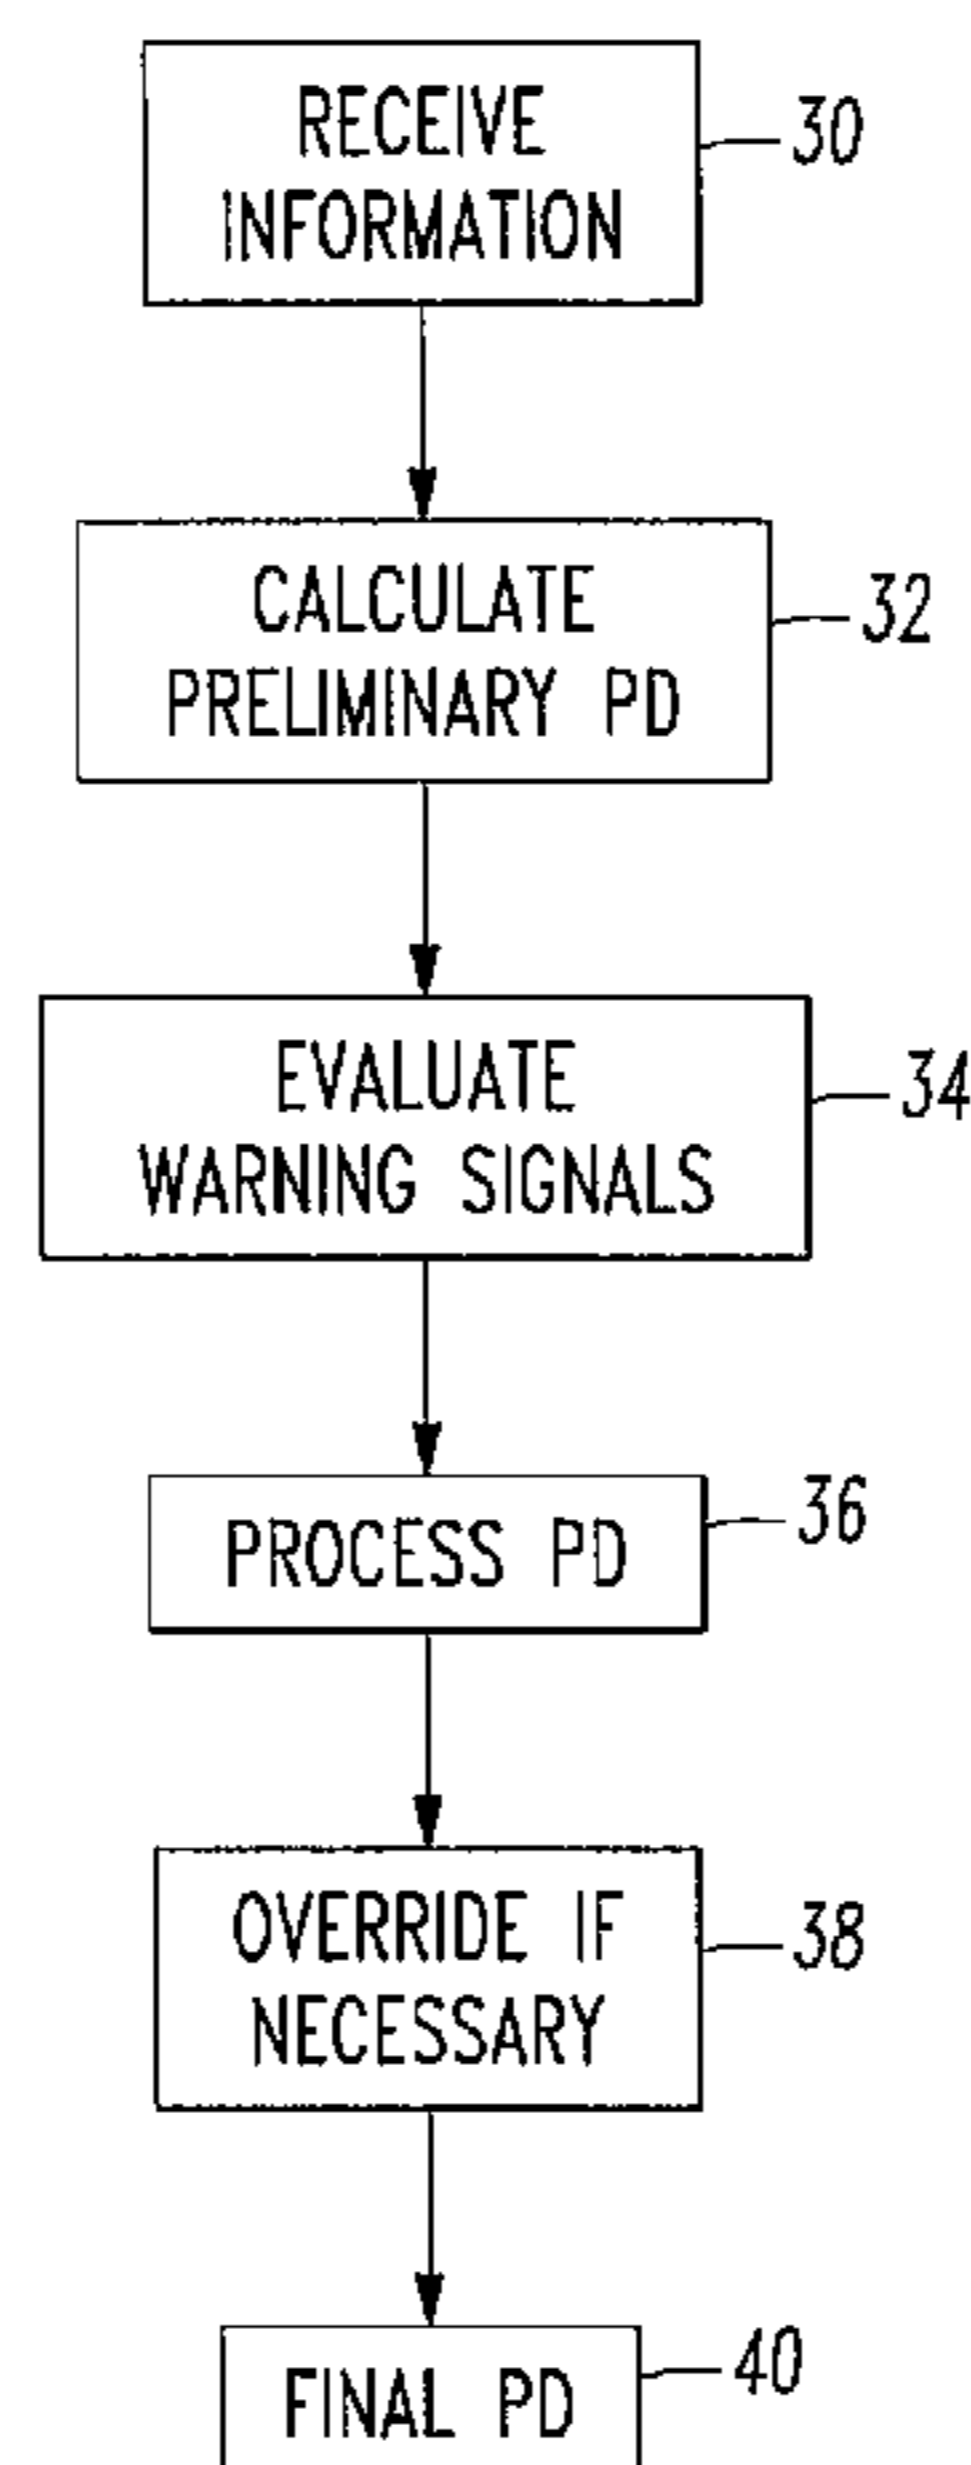 RECEIVE
INFORMATION
30
CALCULATE
PRELIMINARY PD
32
EVALUATE
WARNING SIGNALS
34
PROCESS PD
36
OVERRIDE IF
NECESSARY
38
FINAL PD
40